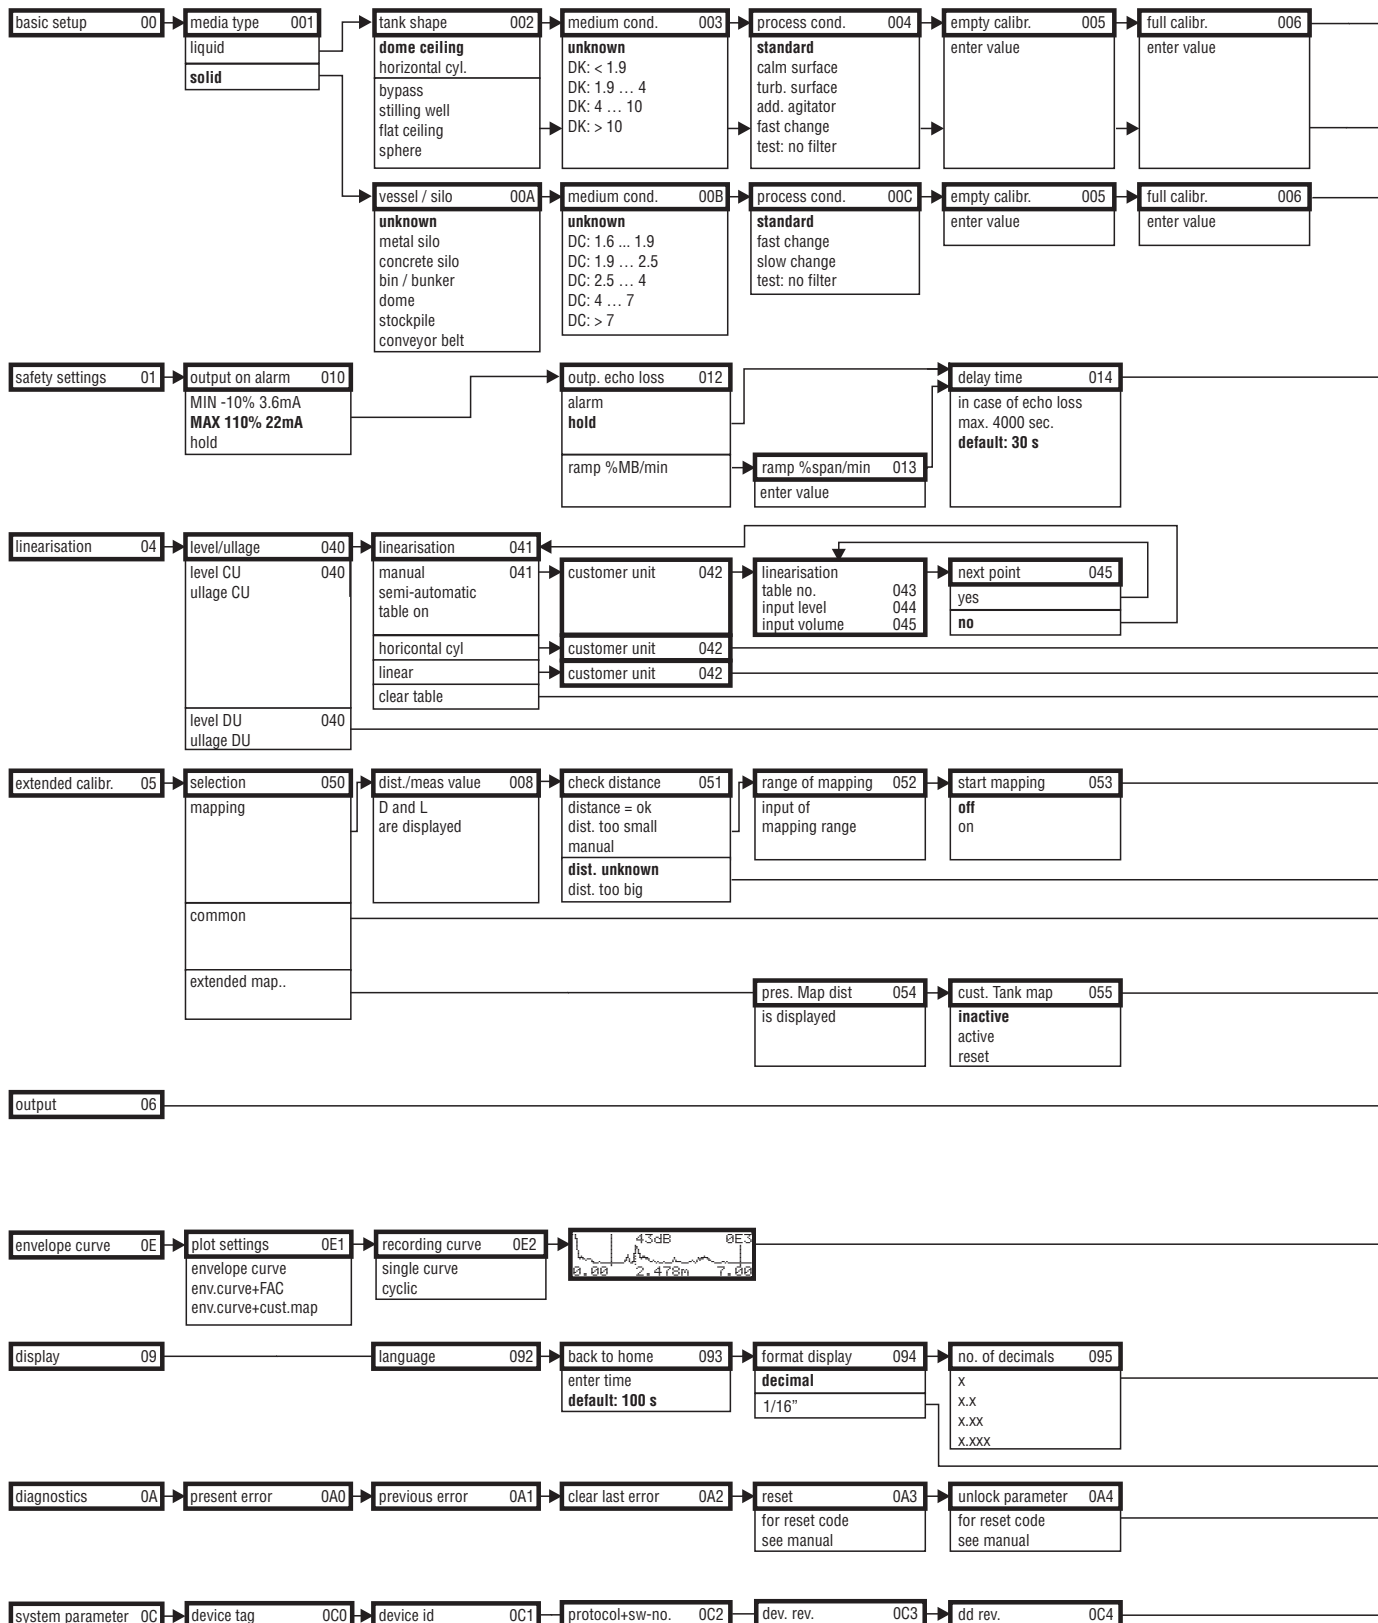 basic setup 00
media type 001
liquid
solid
tank shape 002
dome ceiling
horizontal cyl.
bypass
stilling well
flat ceiling
sphere
medium cond. 003
unknown
DK: < 1.9
DK: 1.9 … 4
DK: 4 … 10
DK: > 10
process cond. 004
standard
calm surface
turb. surface
add. agitator
fast change
test: no filter
empty calibr. 005
enter value
full calibr. 006
enter value
vessel / silo 00A
unknown
metal silo
concrete silo
bin / bunker
dome
stockpile
conveyor belt
medium cond. 00B
unknown
DC: 1.6 ... 1.9
DC: 1.9 … 2.5
DC: 2.5 … 4
DC: 4 … 7
DC: > 7
process cond. 00C
standard
fast change
slow change
test: no filter
empty calibr. 005
enter value
full calibr. 006
enter value
safety settings 01
output on alarm 010
MIN -10% 3.6mA
MAX 110% 22mA
hold
outp. echo loss 012
alarm
hold
ramp %MB/min
ramp %span/min 013
enter value
delay time 014
in case of echo loss
max. 4000 sec.
default: 30 s
linearisation 04
level/ullage 040
level CU 040
ullage CU
level DU 040
ullage DU
linearisation 041
manual 041
semi-automatic
table on
horicontal cyl
linear
clear table
customer unit 042
customer unit 042
customer unit 042
linearisation
table no. 043
input level 044
input volume 045
next point 045
yes
no
extended calibr. 05
selection 050
mapping
common
extended map..
dist./meas value 008
D and L
are displayed
check distance 051
distance = ok
dist. too small
manual
dist. unknown
dist. too big
range of mapping 052
input of
mapping range
start mapping 053
off
on
pres. Map dist 054
is displayed
cust. Tank map 055
inactive
active
reset
output 06
envelope curve 0E
plot settings 0E1
envelope curve
env.curve+FAC
env.curve+cust.map
recording curve 0E2
single curve
cyclic
43dB 0E3
0.00 2.478m 7.00
display 09
language 092
back to home 093
enter time
default: 100 s
format display 094
decimal
1/16”
no. of decimals 095
x
x.x
x.xx
x.xxx
diagnostics 0A
present error 0A0
previous error 0A1
clear last error 0A2
reset 0A3
for reset code
see manual
unlock parameter 0A4
for reset code
see manual
system parameter 0C
device tag 0C0
device id 0C1
protocol+sw-no. 0C2
dev. rev. 0C3
dd rev. 0C4